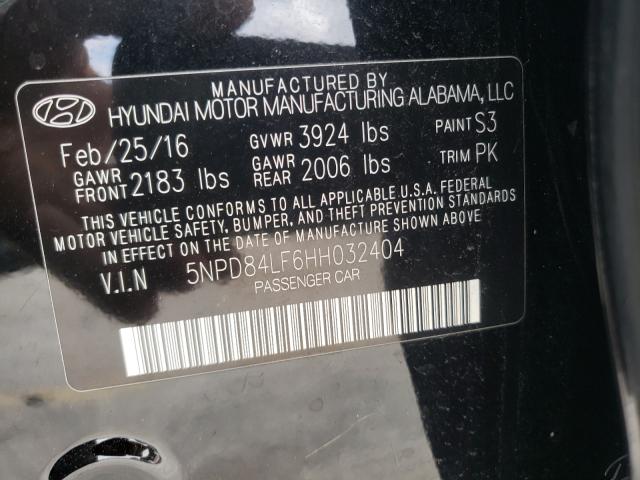 MANUFACTURED BY
HYUNDAI MOTOR MANUFACTURING ALABAMA, LLC
Feb/25/16 GVWR 3924 lbs PAINT S3
GAWR FRONT 2183 lbs GAWR REAR 2006 lbs TRIM PK
THIS VEHICLE CONFORMS TO ALL APPLICABLE U.S.A. FEDERAL
MOTOR VEHICLE SAFETY, BUMPER, AND THEFT PREVENTION STANDARDS
IN EFFECT ON THE DATE OF MANUFACTURE SHOWN ABOVE
V.I.N 5NPD84LF6HH032404
PASSENGER CAR